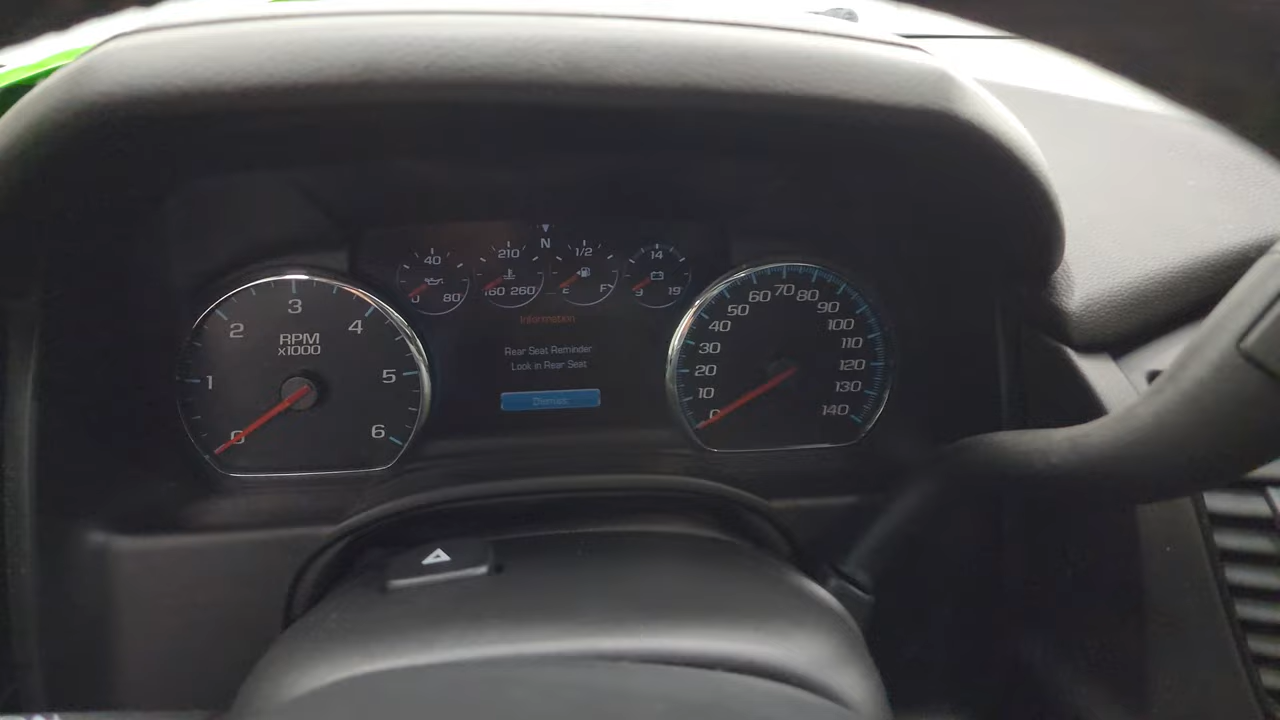 N
40
0 80
210
160 260
1/2
E F
14
9 19
Information
Rear Seat Reminder
Look in Rear Seat
Dismiss
RPM
x1000
0 1 2 3 4 5 6
0 10 20 30 40 50 60 70 80 90 100 110 120 130 140